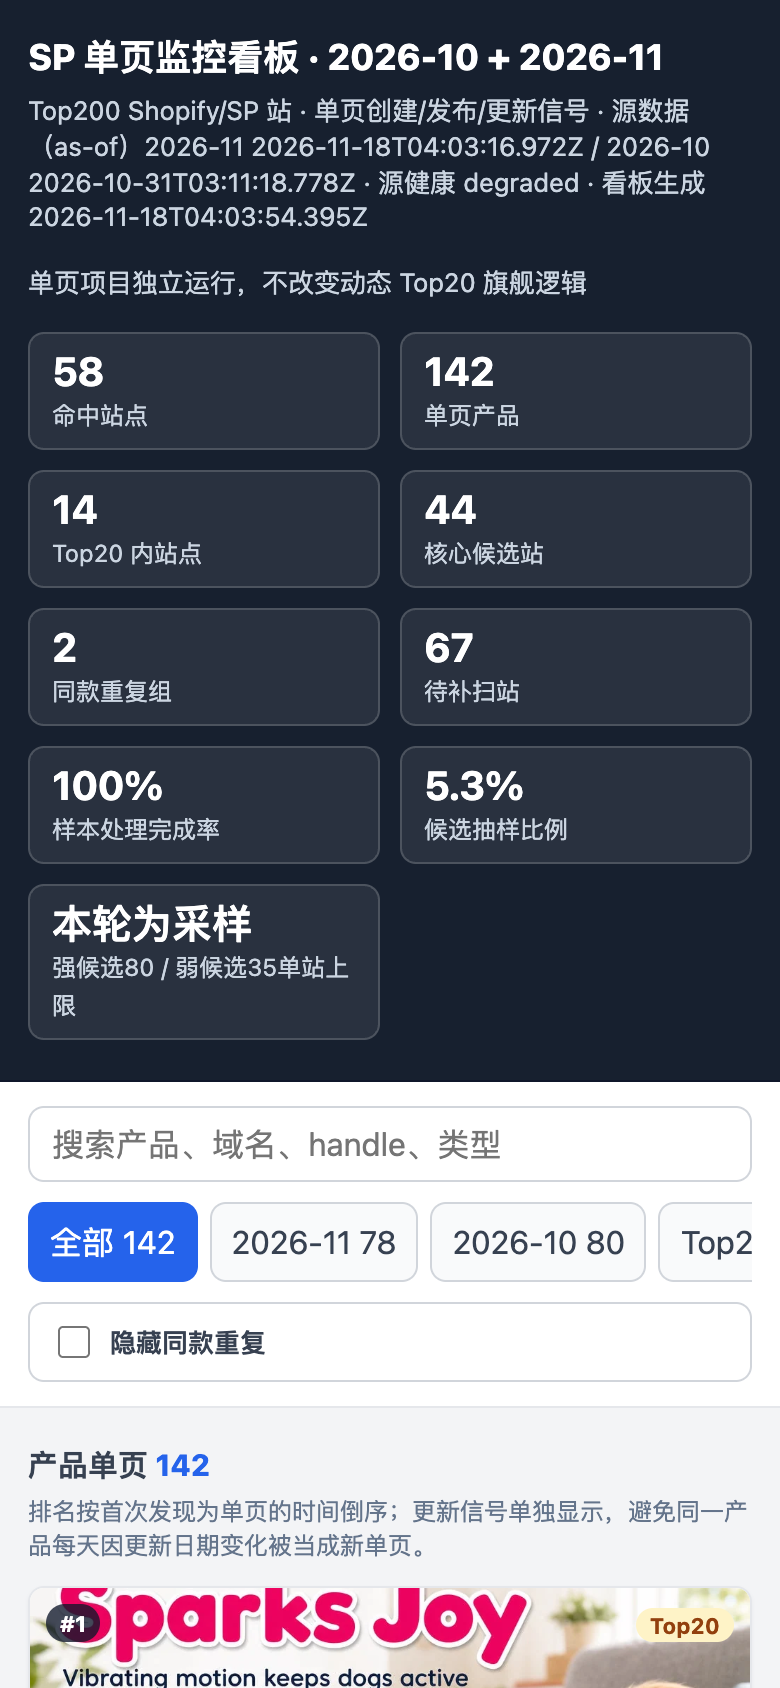 SP 单页监控看板 · 2026-10 + 2026-11
Top200 Shopify/SP 站 · 单页创建/发布/更新信号 · 源数据
（as-of）2026-11 2026-11-18T04:03:16.972Z / 2026-10
2026-10-31T03:11:18.778Z · 源健康 degraded · 看板生成
2026-11-18T04:03:54.395Z
单页项目独立运行，不改变动态 Top20 旗舰逻辑
58
命中站点
142
单页产品
14
Top20 内站点
44
核心候选站
2
同款重复组
67
待补扫站
100%
样本处理完成率
5.3%
候选抽样比例
本轮为采样
强候选80 / 弱候选35单站上
限
搜索产品、域名、handle、类型
全部 142
2026-11 78
2026-10 80
Top2
隐藏同款重复
产品单页 142
排名按首次发现为单页的时间倒序；更新信号单独显示，避免同一产
品每天因更新日期变化被当成新单页。
#1
Sparks Joy
Top20
Vibrating motion keeps dogs active